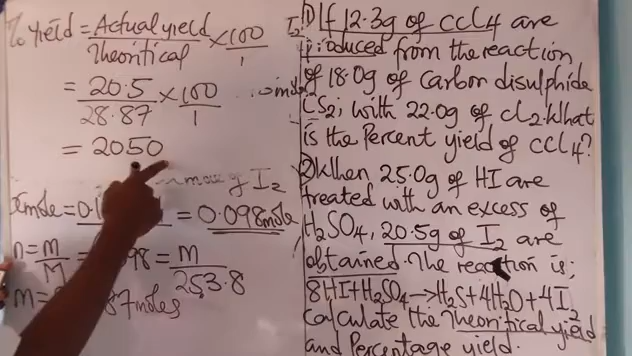 % yield = Actual yield × 100
Theoritical 1
= 20.5 × 100
28.87 1
= 2050
mole of I2
= 0.098mole
n = m = 98 = m
M 253.8
m = 87moles
1) If 12.3g of CCl4 are
produced from the reaction
of 18.0g of Carbon disulphide
CS2; with 22.0g of Cl2. What
is the Percent yield of CCl4?
2) When 25.0g of HI are
treated with an excess of
H2SO4, 20.5g of I2 are
obtained. The reaction is;
8HI+H2SO4→H2S+4H2O+4I2
Calculate the Theoritical yield
and Percentage yield.